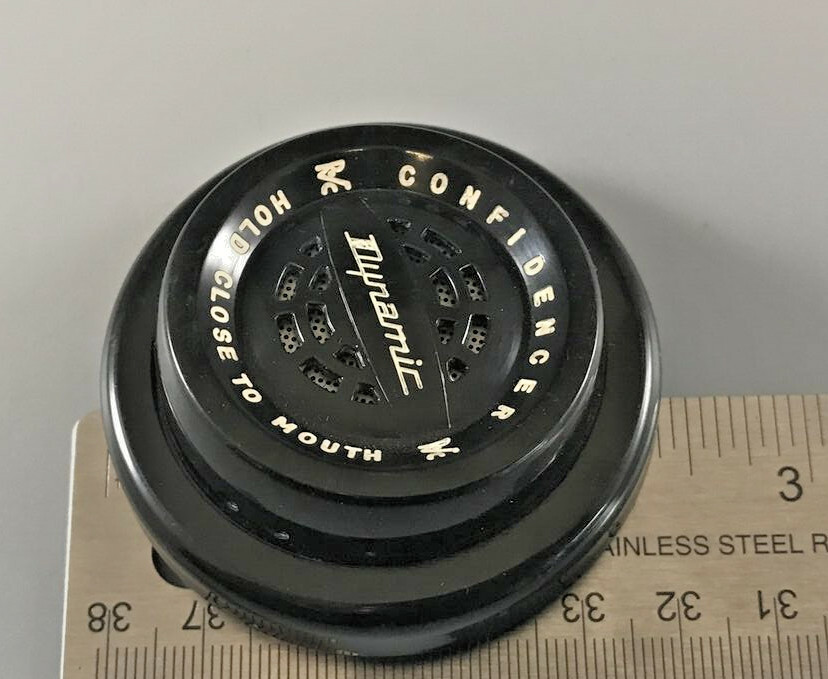 CONFIDENCER
HOLD CLOSE TO MOUTH
Dynamic
3
AINLESS STEEL R
38 37 33 32 31